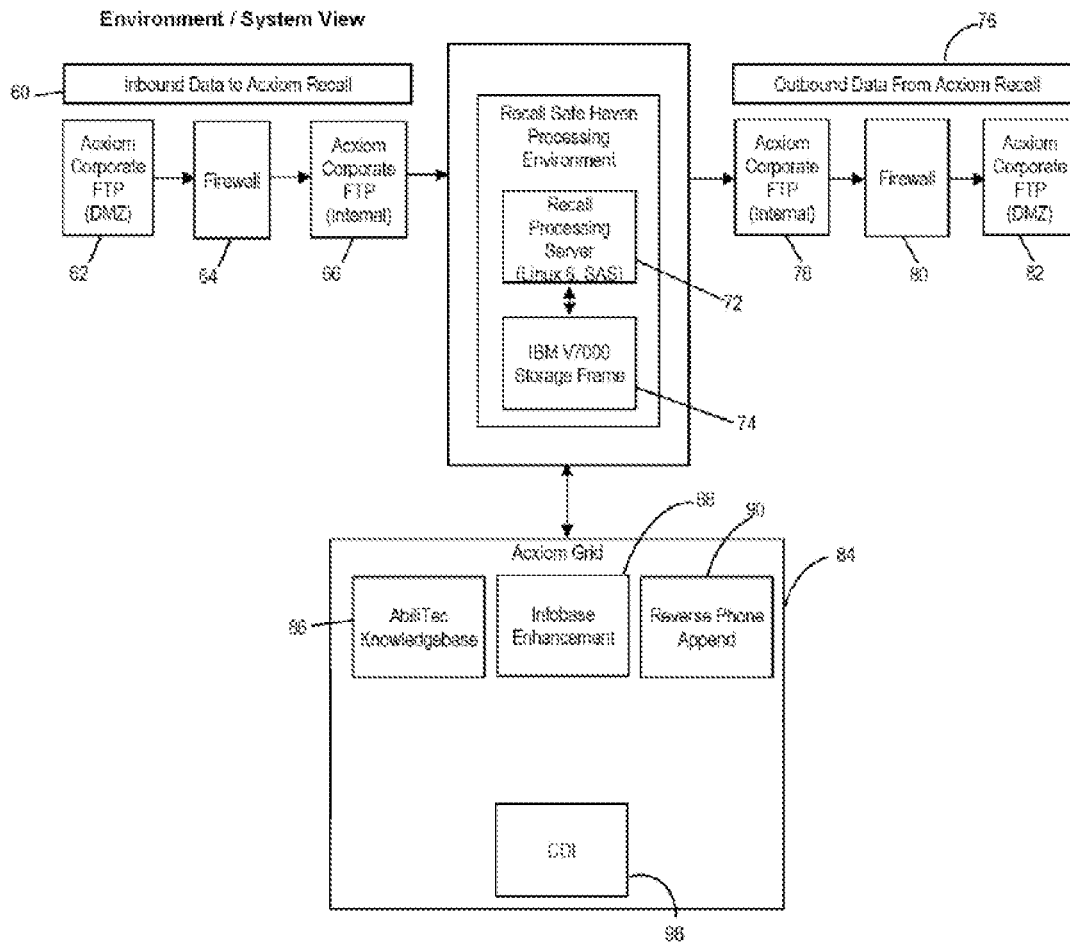 Environment / System View
76
60
Inbound Data to Acxiom Recall
Outbound Data From Acxiom Recall
Acxiom
Corporate
FTP
(DMZ)
Firewall
Acxiom
Corporate
FTP
(Internal)
Recall Safe Haven
Processing
Environment
Recall
Processing
Server
(Linux 6, SAS)
IBM V7000
Storage Frame
Acxiom
Corporate
FTP
(Internal)
Firewall
Acxiom
Corporate
FTP
(DMZ)
62
64
66
72
74
78
80
82
Acxiom Grid
88
90
84
86
AbiliTec
Knowledgebase
Infobase
Enhancement
Reverse Phone
Append
CDI